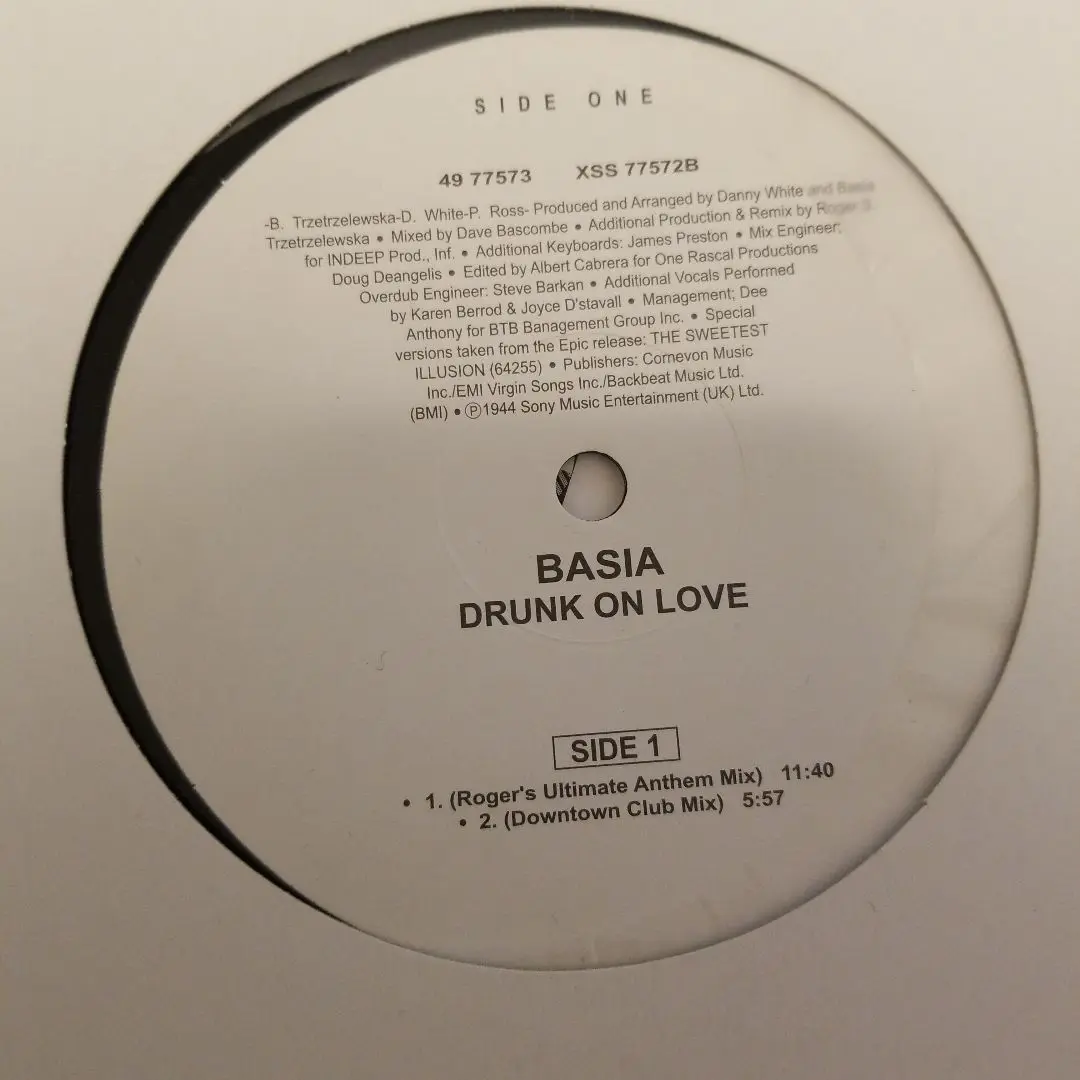 SIDE ONE
49 77573 XSS 77572B
-B. Trzetrzelewska-D. White-P. Ross- Produced and Arranged by Danny White and Basia
Trzetrzelewska • Mixed by Dave Bascombe • Additional Production & Remix by Roger S.
for INDEEP Prod., Inf. • Additional Keyboards: James Preston • Mix Engineer;
Doug Deangelis • Edited by Albert Cabrera for One Rascal Productions
Overdub Engineer: Steve Barkan • Additional Vocals Performed
by Karen Berrod & Joyce D'stavall • Management; Dee
Anthony for BTB Banagement Group Inc. • Special
versions taken from the Epic release: THE SWEETEST
ILLUSION (64255) • Publishers: Cornevon Music
Inc./EMI Virgin Songs Inc./Backbeat Music Ltd.
(BMI) • Ⓟ1944 Sony Music Entertainment (UK) Ltd.
BASIA
DRUNK ON LOVE
SIDE 1
• 1. (Roger's Ultimate Anthem Mix) 11:40
• 2. (Downtown Club Mix) 5:57